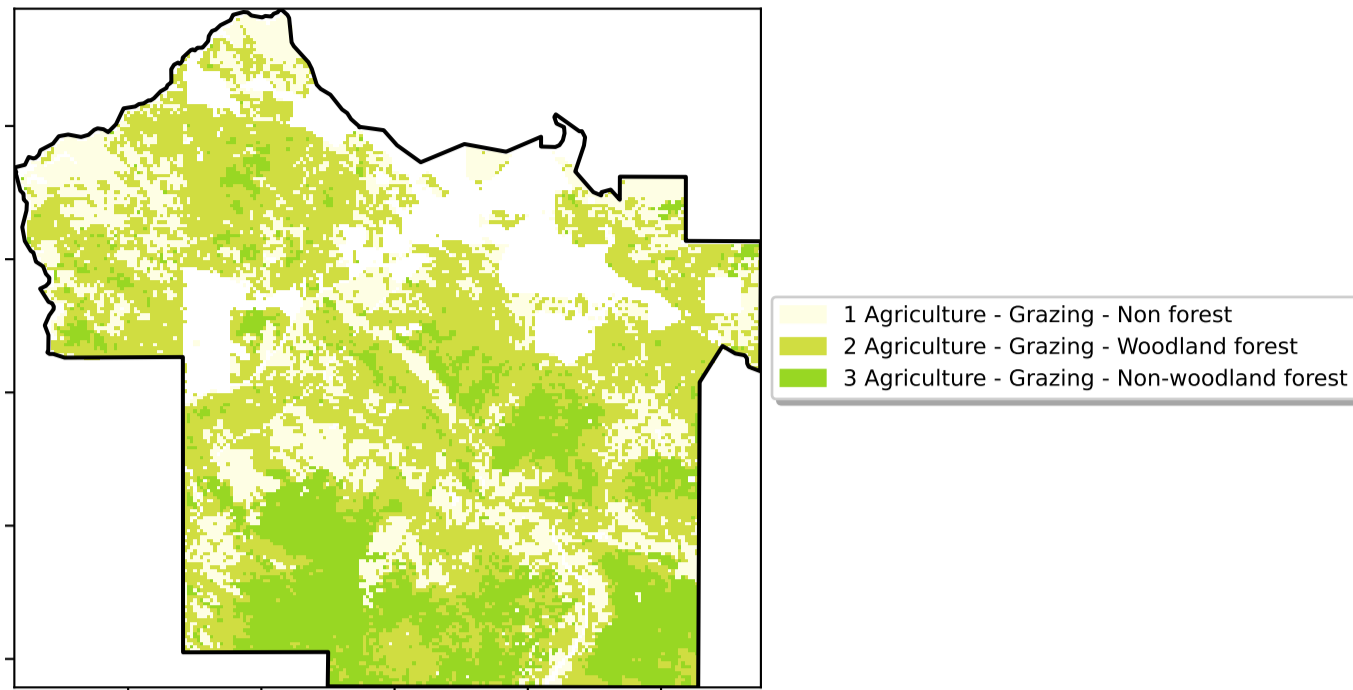 1 Agriculture - Grazing - Non forest
2 Agriculture - Grazing - Woodland forest
3 Agriculture - Grazing - Non-woodland forest